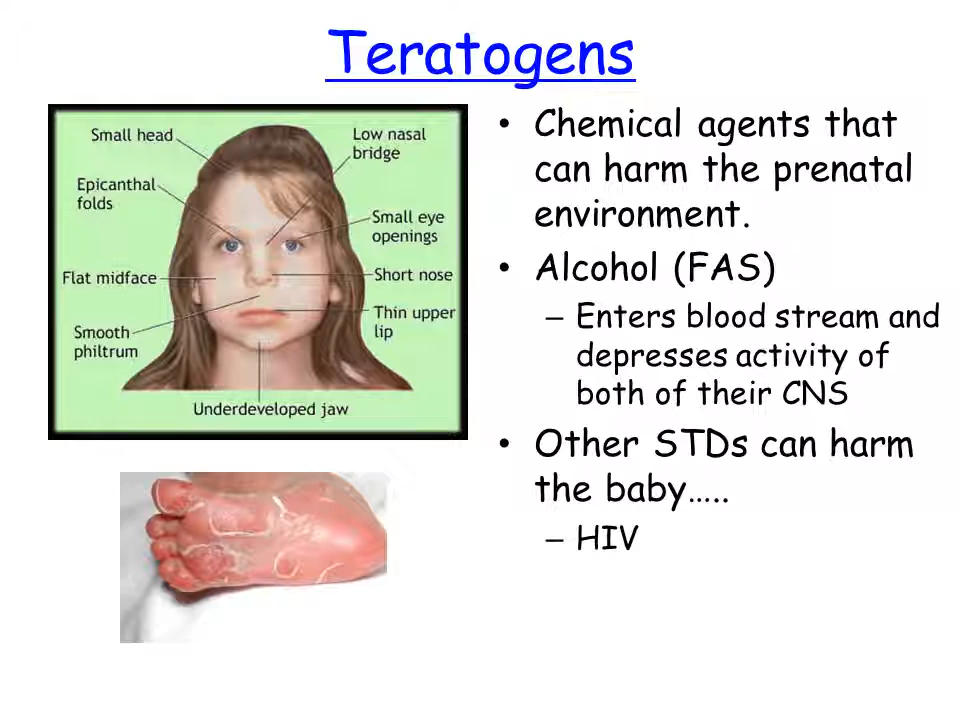 Teratogens
Small head
Low nasal
bridge
Epicanthal
folds
Small eye
openings
Flat midface
Short nose
Thin upper
lip
Smooth
philtrum
Underdeveloped jaw
• Chemical agents that
can harm the prenatal
environment.
• Alcohol (FAS)
– Enters blood stream and
depresses activity of
both of their CNS
• Other STDs can harm
the baby…..
– HIV